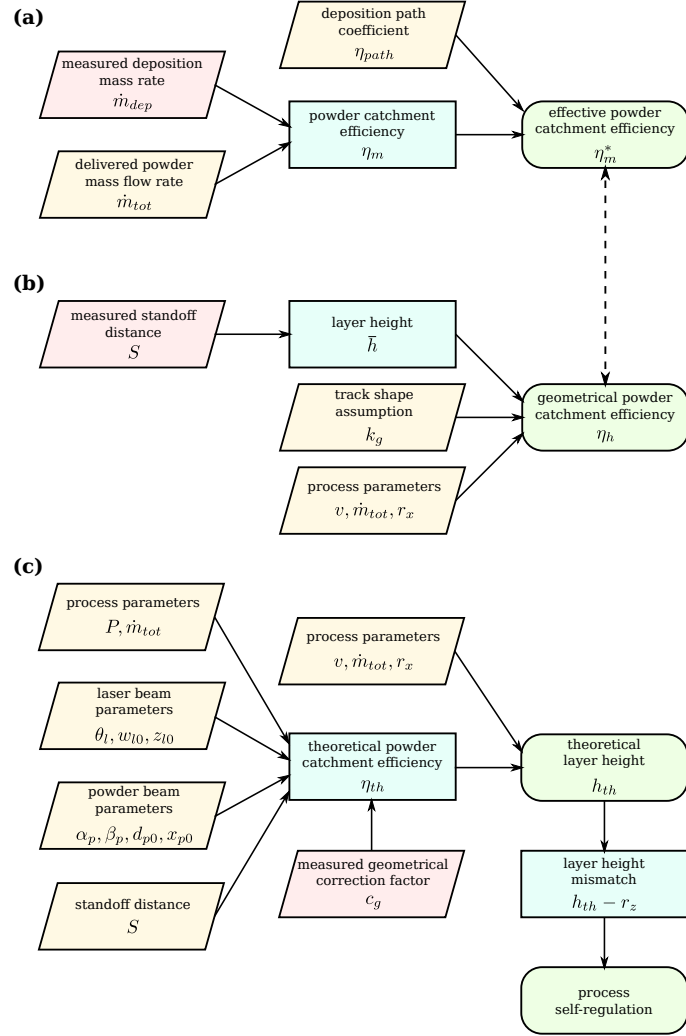 (a)
deposition path
coefficient
η_path
measured deposition
mass rate
ṁ_dep
powder catchment
efficiency
η_m
effective powder
catchment efficiency
η*_m
delivered powder
mass flow rate
ṁ_tot
(b)
measured standoff
distance
S
layer height
h̄
track shape
assumption
k_g
geometrical powder
catchment efficiency
η_h
process parameters
v, ṁ_tot, r_x
(c)
process parameters
P, ṁ_tot
process parameters
v, ṁ_tot, r_x
laser beam
parameters
θ_l, w_l0, z_l0
theoretical powder
catchment efficiency
η_th
theoretical
layer height
h_th
powder beam
parameters
α_p, β_p, d_p0, x_p0
measured geometrical
correction factor
c_g
layer height
mismatch
h_th − r_z
standoff distance
S
process
self-regulation